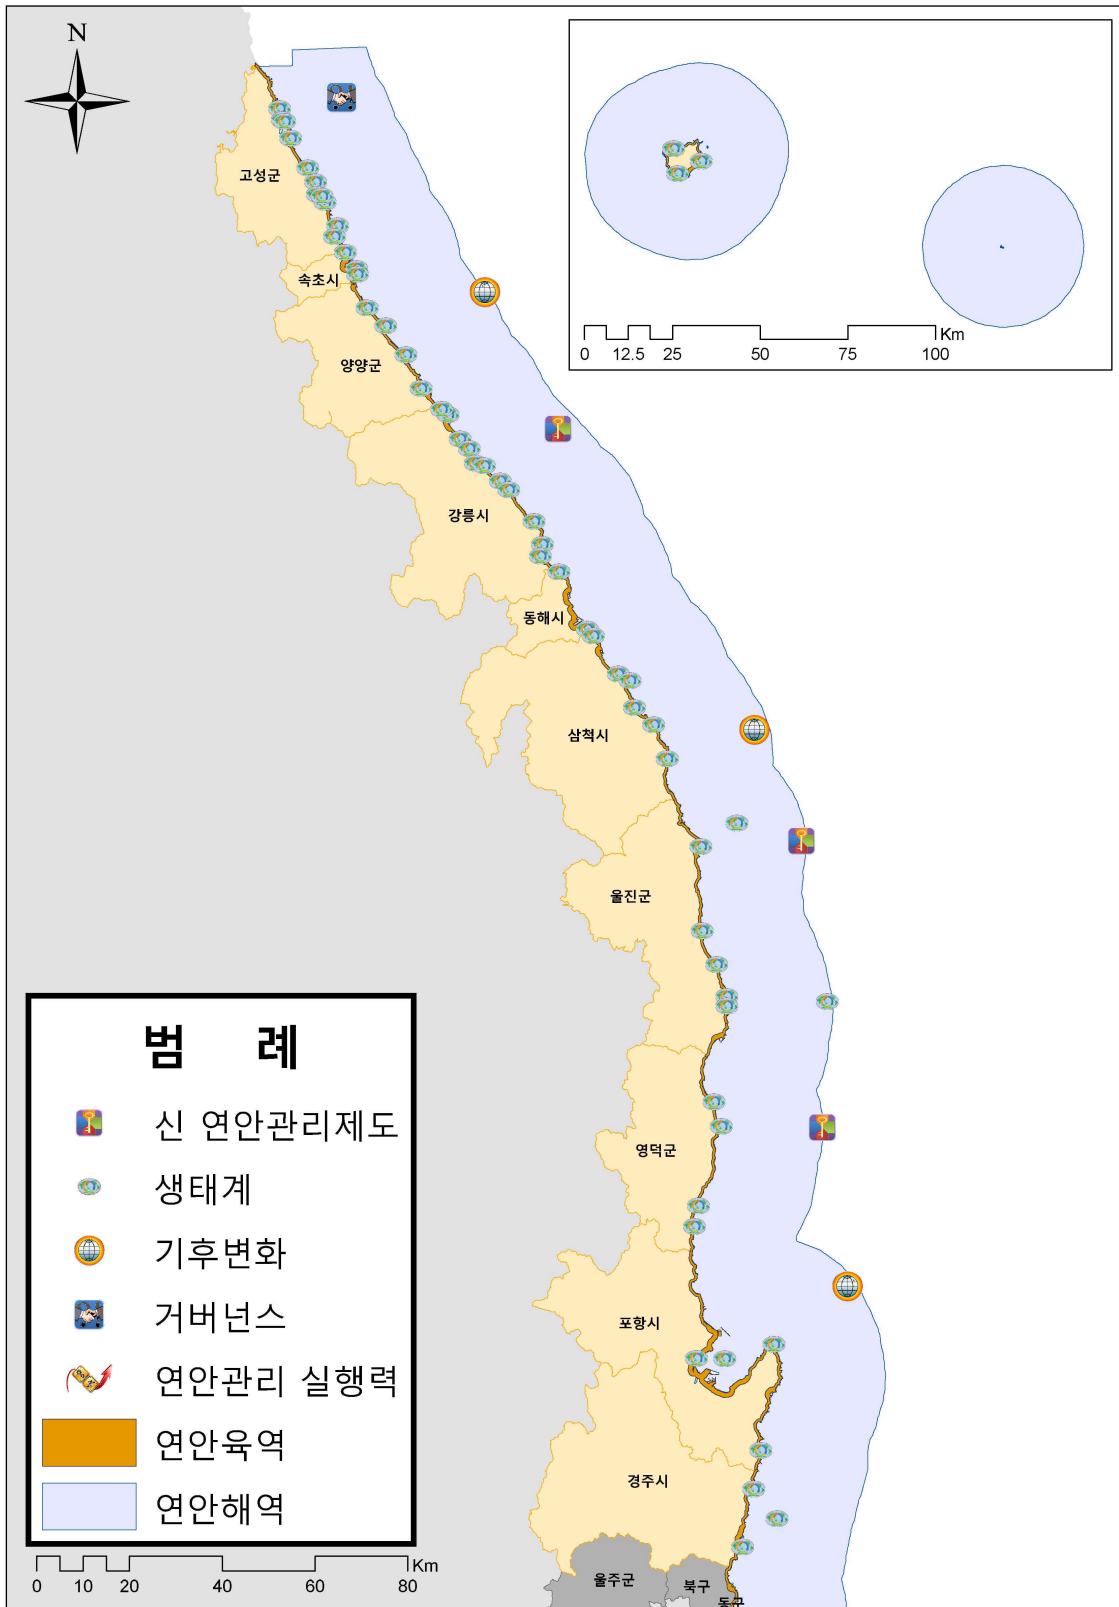 N
고성군
속초시
양양군
강릉시
동해시
삼척시
울진군
영덕군
포항시
경주시
울주군
북구
동구
Km
0 12.5 25 50 75 100
범 례
신 연안관리제도
생태계
기후변화
거버넌스
연안관리 실행력
연안육역
연안해역
Km
0 10 20 40 60 80